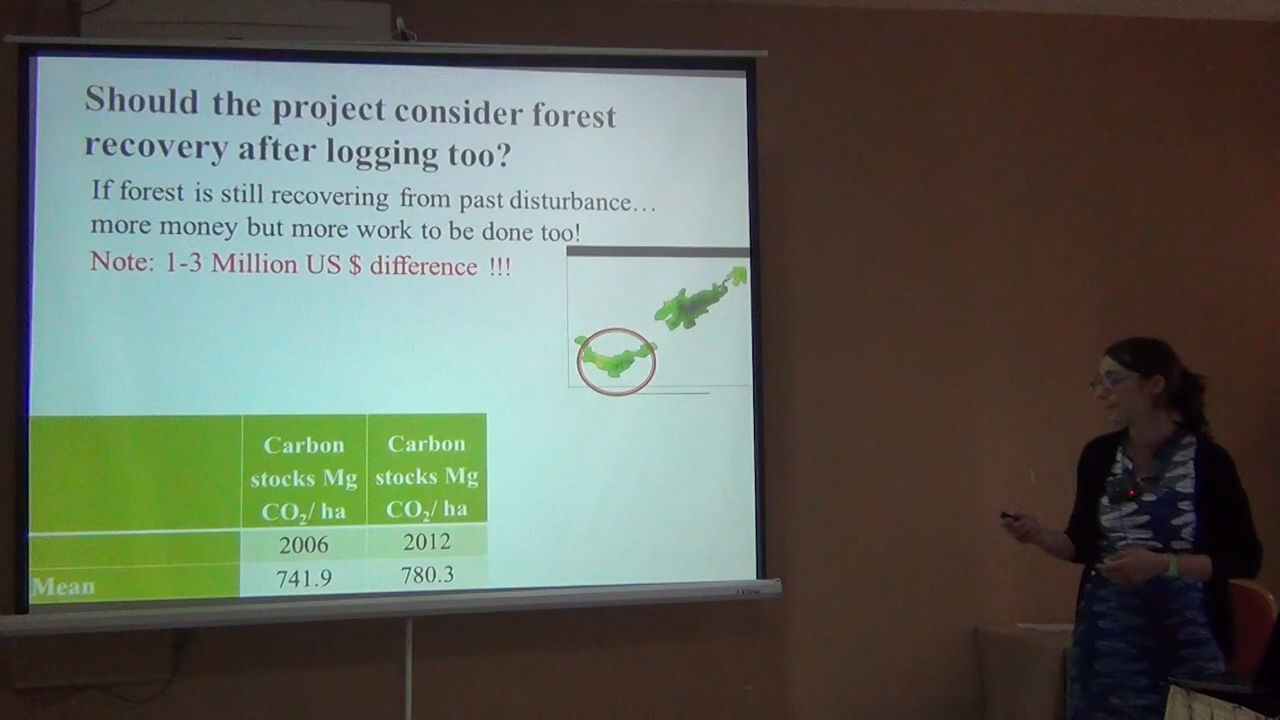 Should the project consider forest
recovery after logging too?
If forest is still recovering from past disturbance…
more money but more work to be done too!
Note: 1-3 Million US $ difference !!!
Carbon stocks Mg CO₂/ ha
Carbon stocks Mg CO₂/ ha
2006 2012
Mean 741.9 780.3